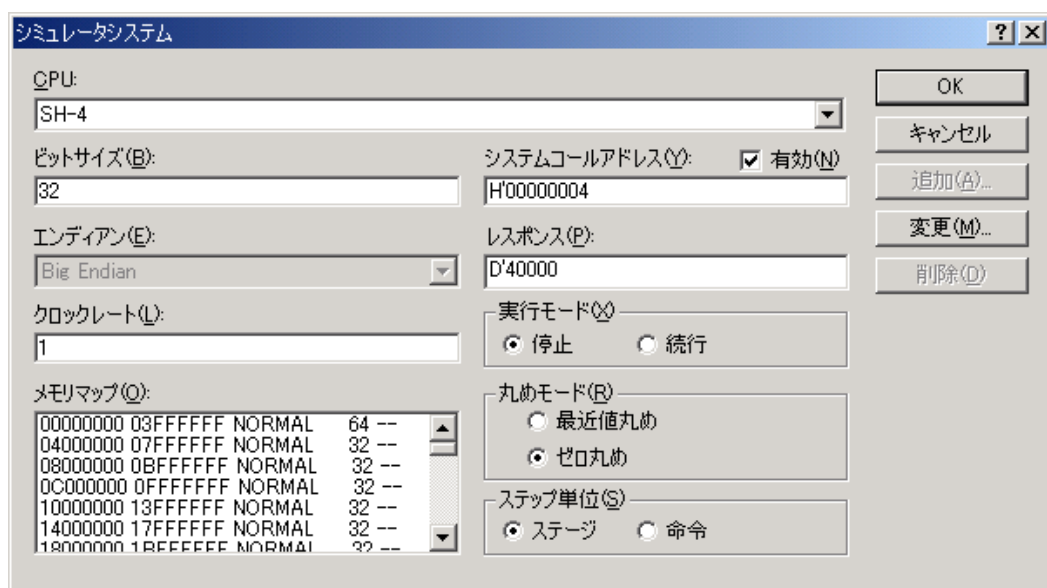 シミュレータシステム
CPU:
SH-4
ビットサイズ(B):
32
エンディアン(E):
Big Endian
クロックレート(L):
1
メモリマップ(O):
00000000 03FFFFFF NORMAL 64 --
04000000 07FFFFFF NORMAL 32 --
08000000 0BFFFFFF NORMAL 32 --
0C000000 0FFFFFFF NORMAL 32 --
10000000 13FFFFFF NORMAL 32 --
14000000 17FFFFFF NORMAL 32 --
18000000 1BFFFFFF NORMAL 32 --
システムコールアドレス(Y): 有効(N)
H'00000004
レスポンス(P):
D'40000
実行モード(X)
停止 続行
丸めモード(R)
最近値丸め
ゼロ丸め
ステップ単位(S)
ステージ 命令
OK
キャンセル
追加(A)...
変更(M)...
削除(D)